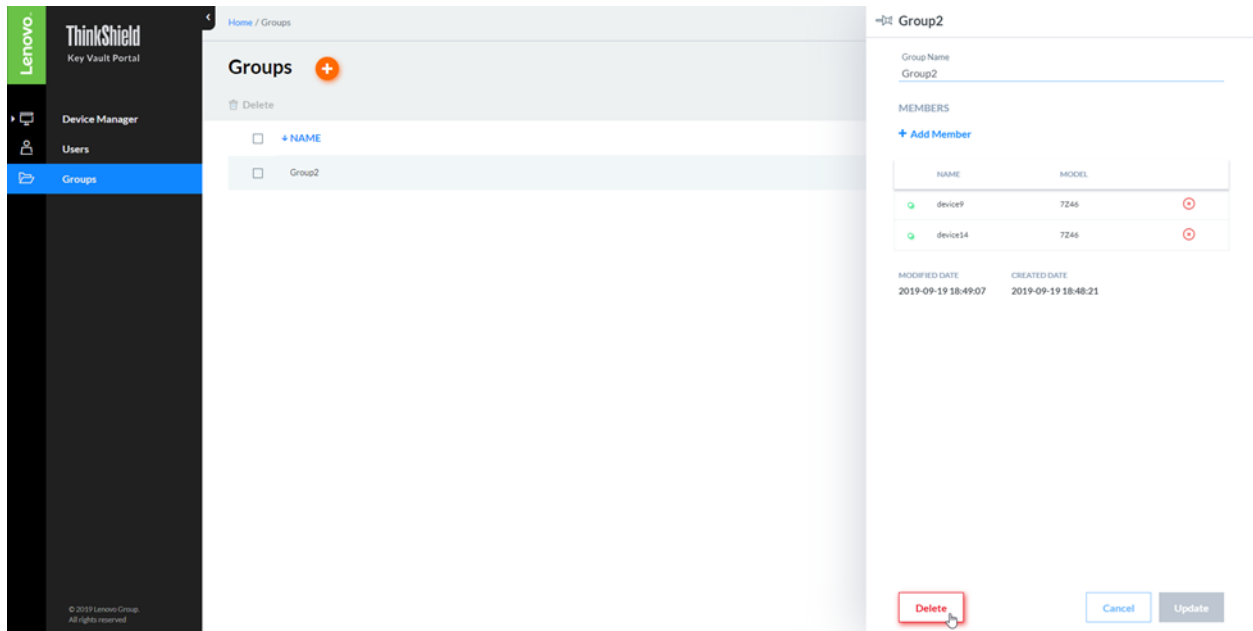 Lenovo.
ThinkShield
Key Vault Portal
Device Manager
Users
Groups
© 2019 Lenovo Group.
All rights reserved
Home / Groups
Groups
Delete
NAME
Group2
Group2
Group Name
Group2
MEMBERS
+ Add Member
NAME MODEL
device9 7Z46
device14 7Z46
MODIFIED DATE CREATED DATE
2019-09-19 18:49:07 2019-09-19 18:48:21
Delete Cancel Update